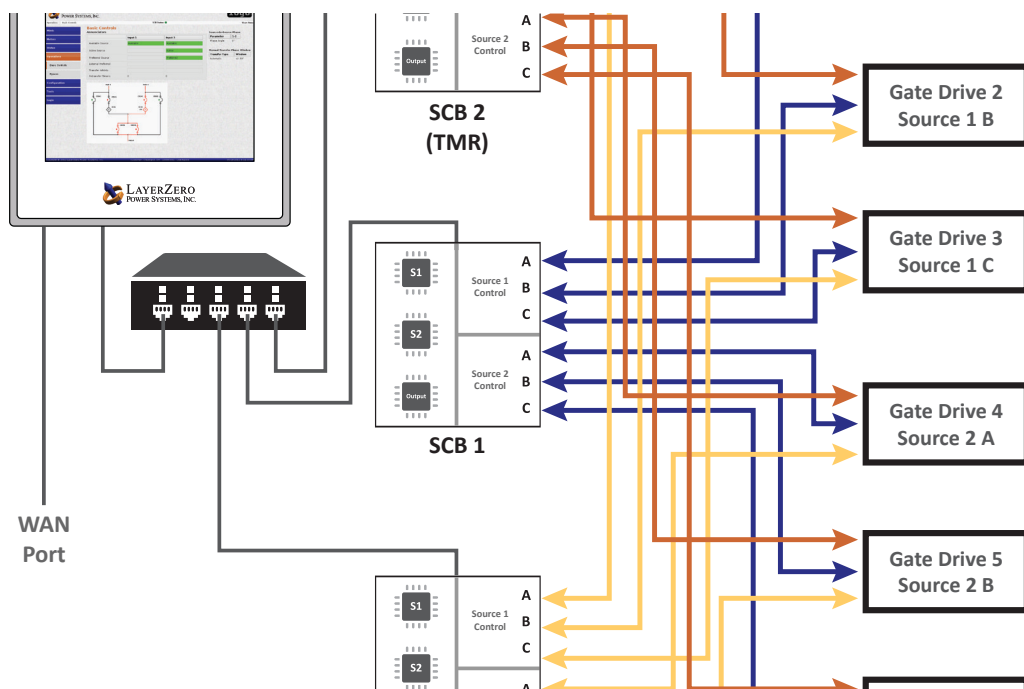 POWER SYSTEMS, INC.
Basic Controls
A
B
C
Source 2
Control
Output
SCB 2
(TMR)
LAYERZERO
POWER SYSTEMS, INC.
Gate Drive 2
Source 1 B
Gate Drive 3
Source 1 C
S1
S2
Output
Source 1
Control
A
B
C
Source 2
Control
A
B
C
SCB 1
Gate Drive 4
Source 2 A
WAN
Port
Gate Drive 5
Source 2 B
S1
S2
Source 1
Control
A
B
C
A